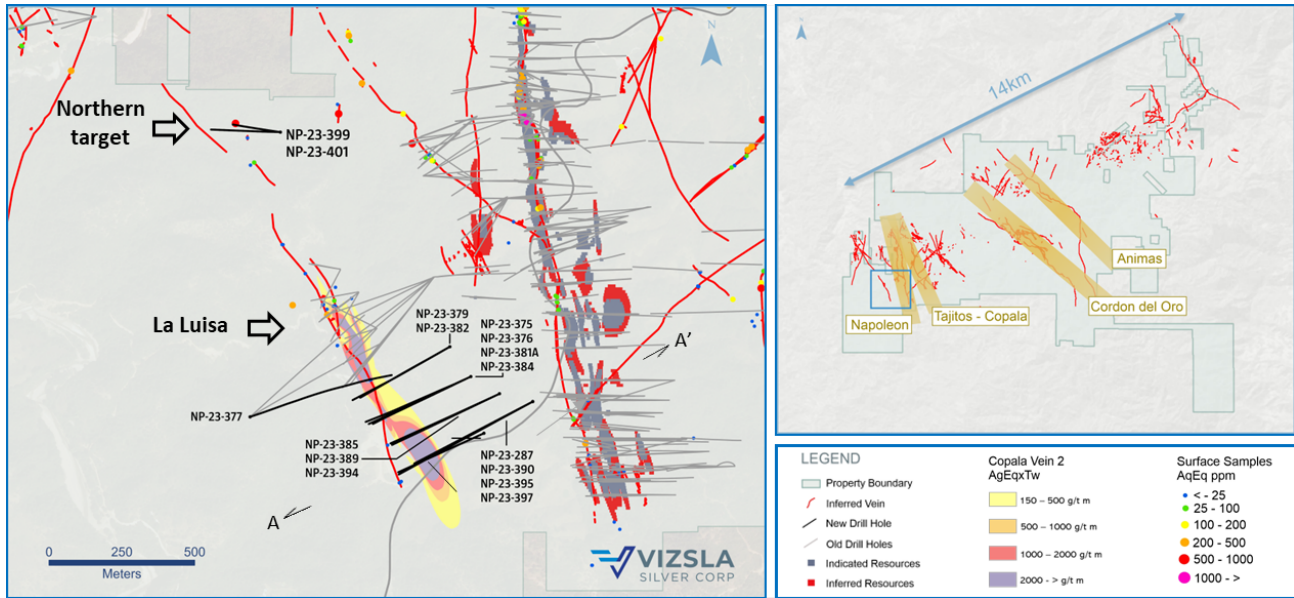 N
Northern
target
NP-23-399
NP-23-401
La Luisa
NP-23-379
NP-23-382
NP-23-375
NP-23-376
NP-23-381A
NP-23-384
A'
NP-23-377
NP-23-385
NP-23-389
NP-23-394
NP-23-287
NP-23-390
NP-23-395
NP-23-397
A
0 250 500
Meters
VIZSLA
SILVER CORP
N
14km
Animas
Cordon del Oro
Tajitos - Copala
Napoleon
LEGEND
Property Boundary
Inferred Vein
New Drill Hole
Old Drill Holes
Indicated Resources
Inferred Resources
Copala Vein 2
AgEqxTw
150 – 500 g/t m
500 – 1000 g/t m
1000 – 2000 g/t m
2000 - > g/t m
Surface Samples
AqEq ppm
< - 25
25 - 100
100 - 200
200 - 500
500 - 1000
1000 - >